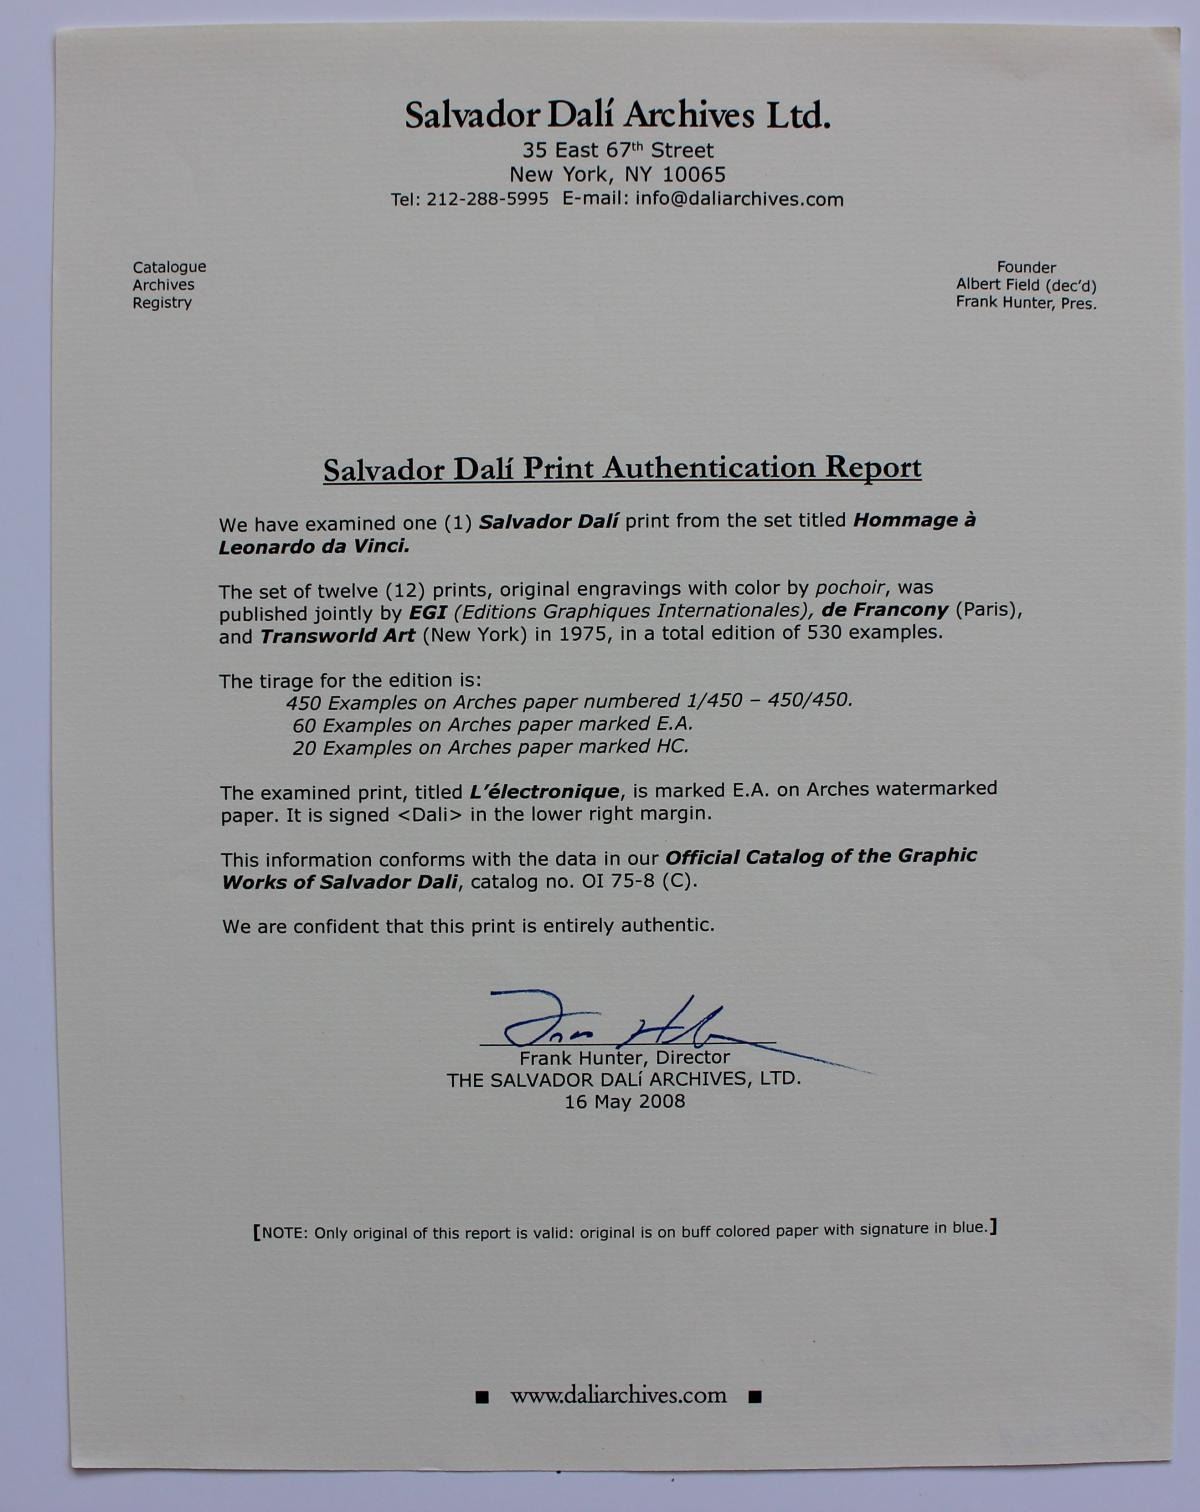 Salvador Dalí Archives Ltd.
35 East 67th Street
New York, NY 10065
Tel: 212-288-5995 E-mail: info@daliarchives.com
Catalogue
Archives
Registry
Founder
Albert Field (dec'd)
Frank Hunter, Pres.
Salvador Dalí Print Authentication Report
We have examined one (1) Salvador Dalí print from the set titled Hommage à
Leonardo da Vinci.
The set of twelve (12) prints, original engravings with color by pochoir, was
published jointly by EGI (Editions Graphiques Internationales), de Francony (Paris),
and Transworld Art (New York) in 1975, in a total edition of 530 examples.
The tirage for the edition is:
450 Examples on Arches paper numbered 1/450 – 450/450.
60 Examples on Arches paper marked E.A.
20 Examples on Arches paper marked HC.
The examined print, titled L'électronique, is marked E.A. on Arches watermarked
paper. It is signed <Dali> in the lower right margin.
This information conforms with the data in our Official Catalog of the Graphic
Works of Salvador Dali, catalog no. OI 75-8 (C).
We are confident that this print is entirely authentic.
Frank Hunter, Director
THE SALVADOR DALí ARCHIVES, LTD.
16 May 2008
[NOTE: Only original of this report is valid: original is on buff colored paper with signature in blue.]
■ www.daliarchives.com ■